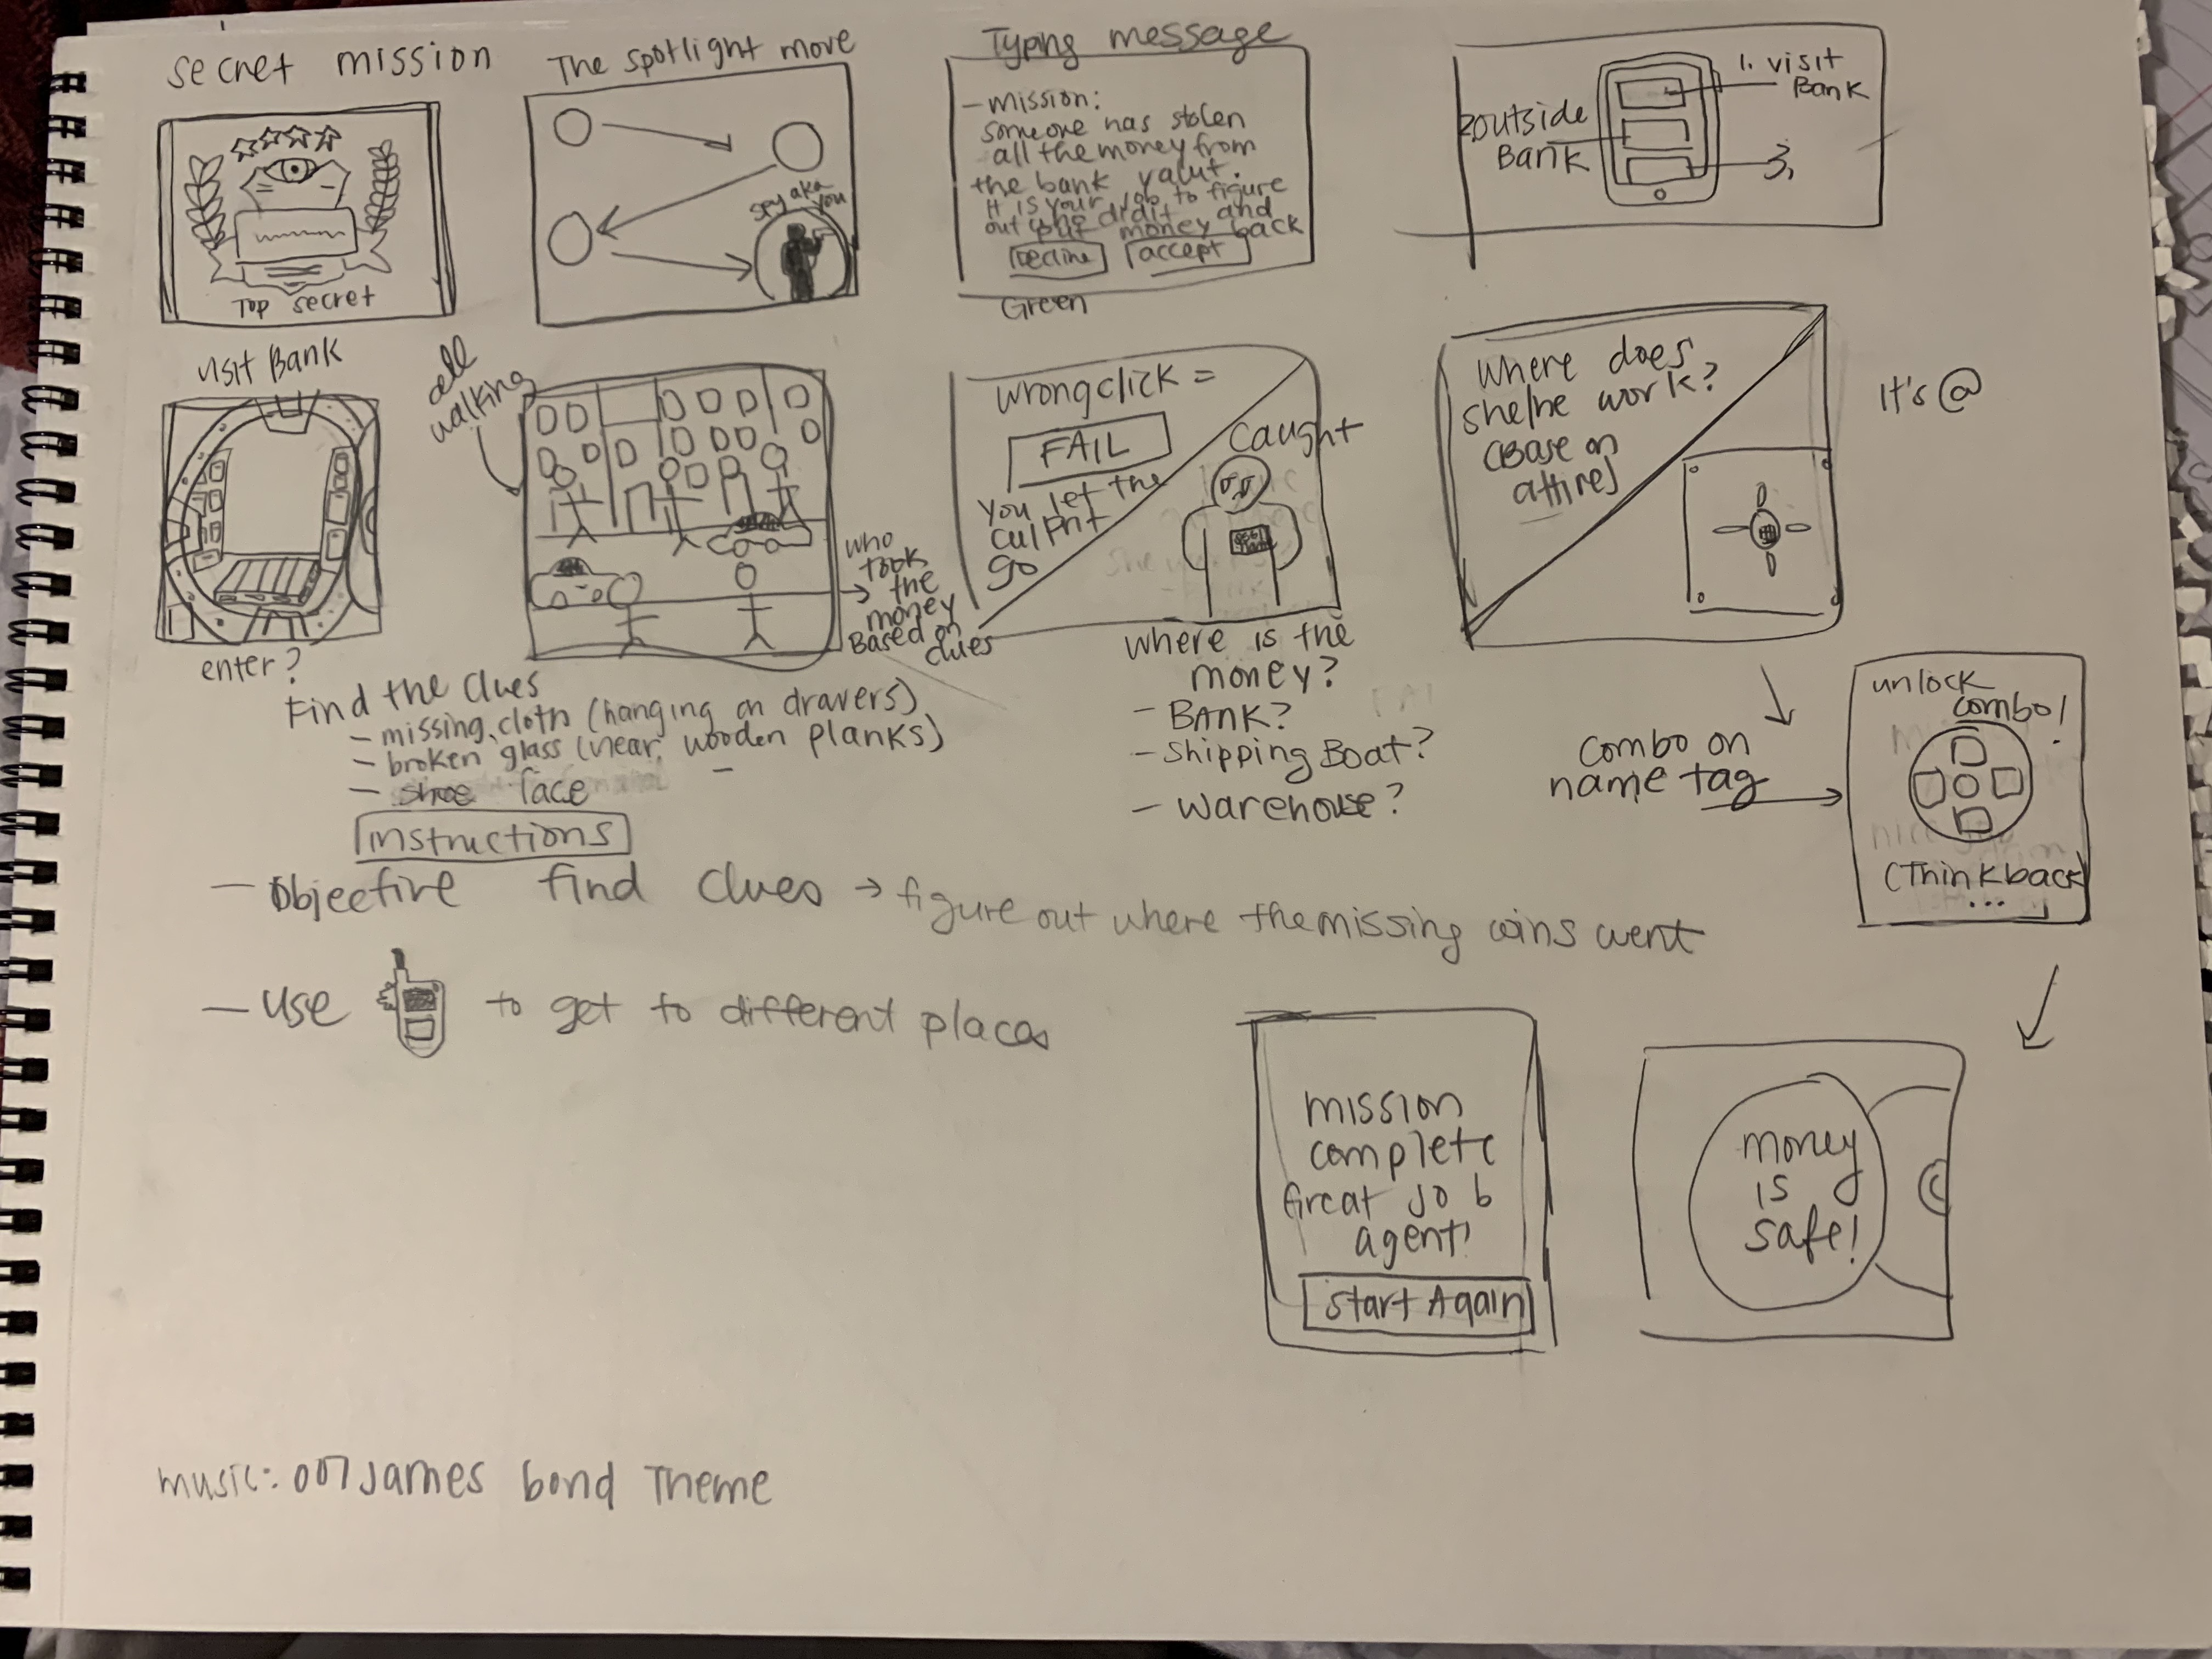 secret mission
TOP secret
The spotlight move
spy aka
you
Typing message
- mission:
someone has stolen
all the money from
the bank vault.
It is your job to figure
out who did it and
money back
decline
accept
Green
1. visit
Bank
2 outside
Bank
3.
visit Bank
enter?
all
walking
who
took
→ the
money
Based on
clues
wrong click =
FAIL
You let the
culprit
go
Caught
where does
she/he work?
(Base on
attire)
It's @
Find the clues
- missing cloth (hanging on drawers)
- broken glass (near wooden planks)
- shoe face
where is the
money?
- BANK?
- shipping Boat?
- warehouse?
combo on
name tag
unlock
combo!
(Think back
....
instructions
- Objective find clues → figure out where the missing coins went
- use to get to different places
mission
complete
Great job
agent!
Start Again
money
is
safe!
music: 007 James bond Theme